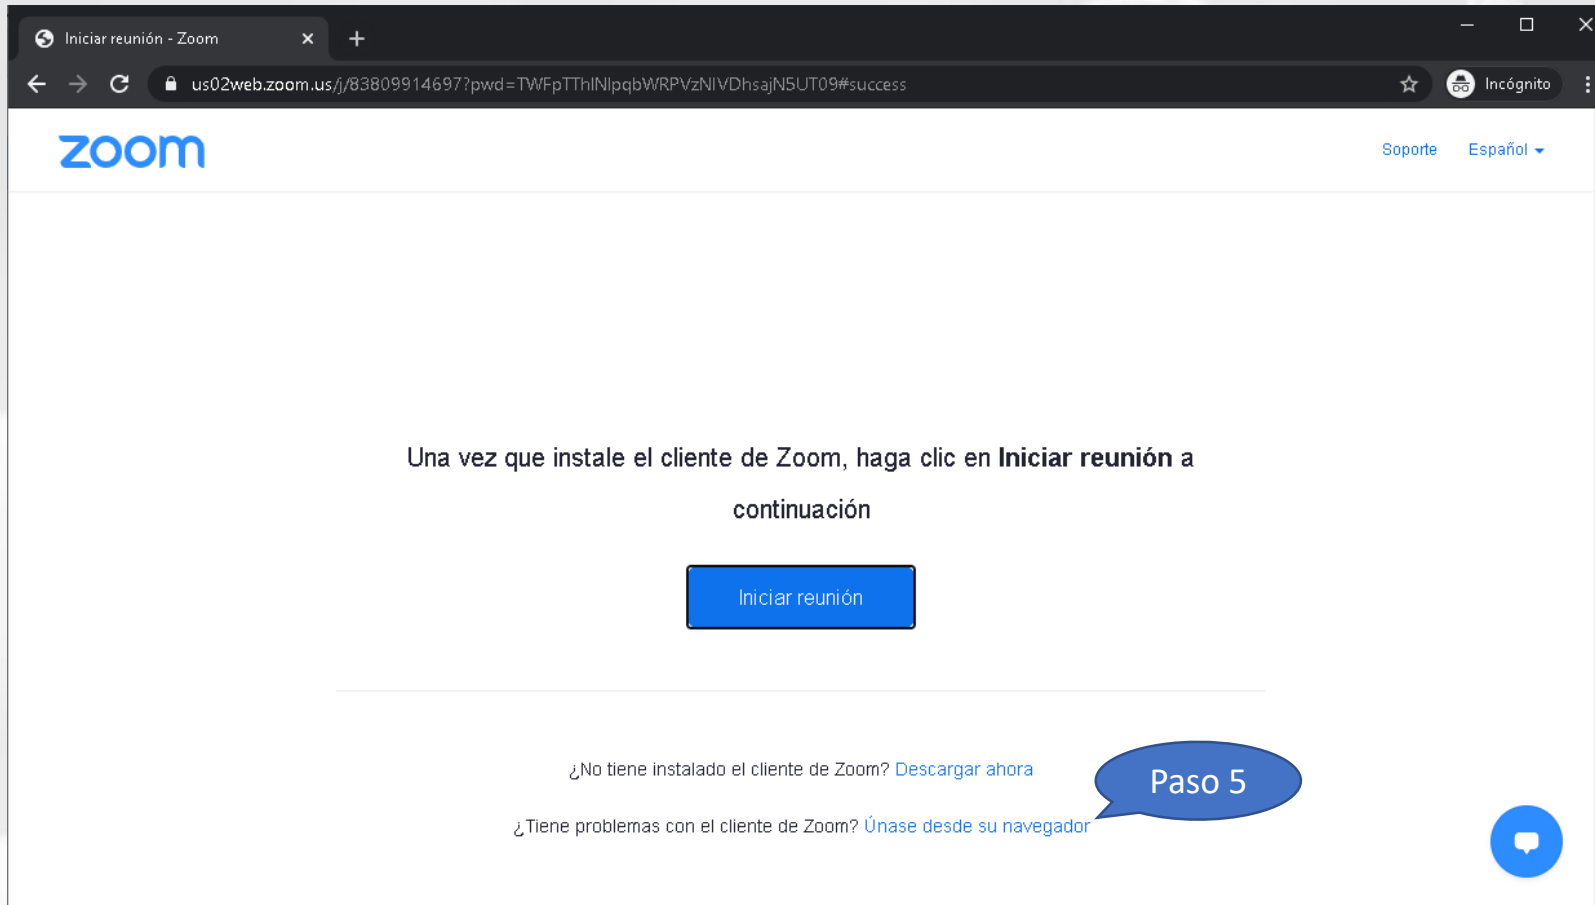 Iniciar reunión - Zoom
us02web.zoom.us/j/83809914697?pwd=TWFpTThlNlpqbWRPVzNIVDhsajN5UT09#success
Incógnito
zoom
Soporte Español
Una vez que instale el cliente de Zoom, haga clic en Iniciar reunión a
continuación
Iniciar reunión
¿No tiene instalado el cliente de Zoom? Descargar ahora
Paso 5
¿Tiene problemas con el cliente de Zoom? Únase desde su navegador